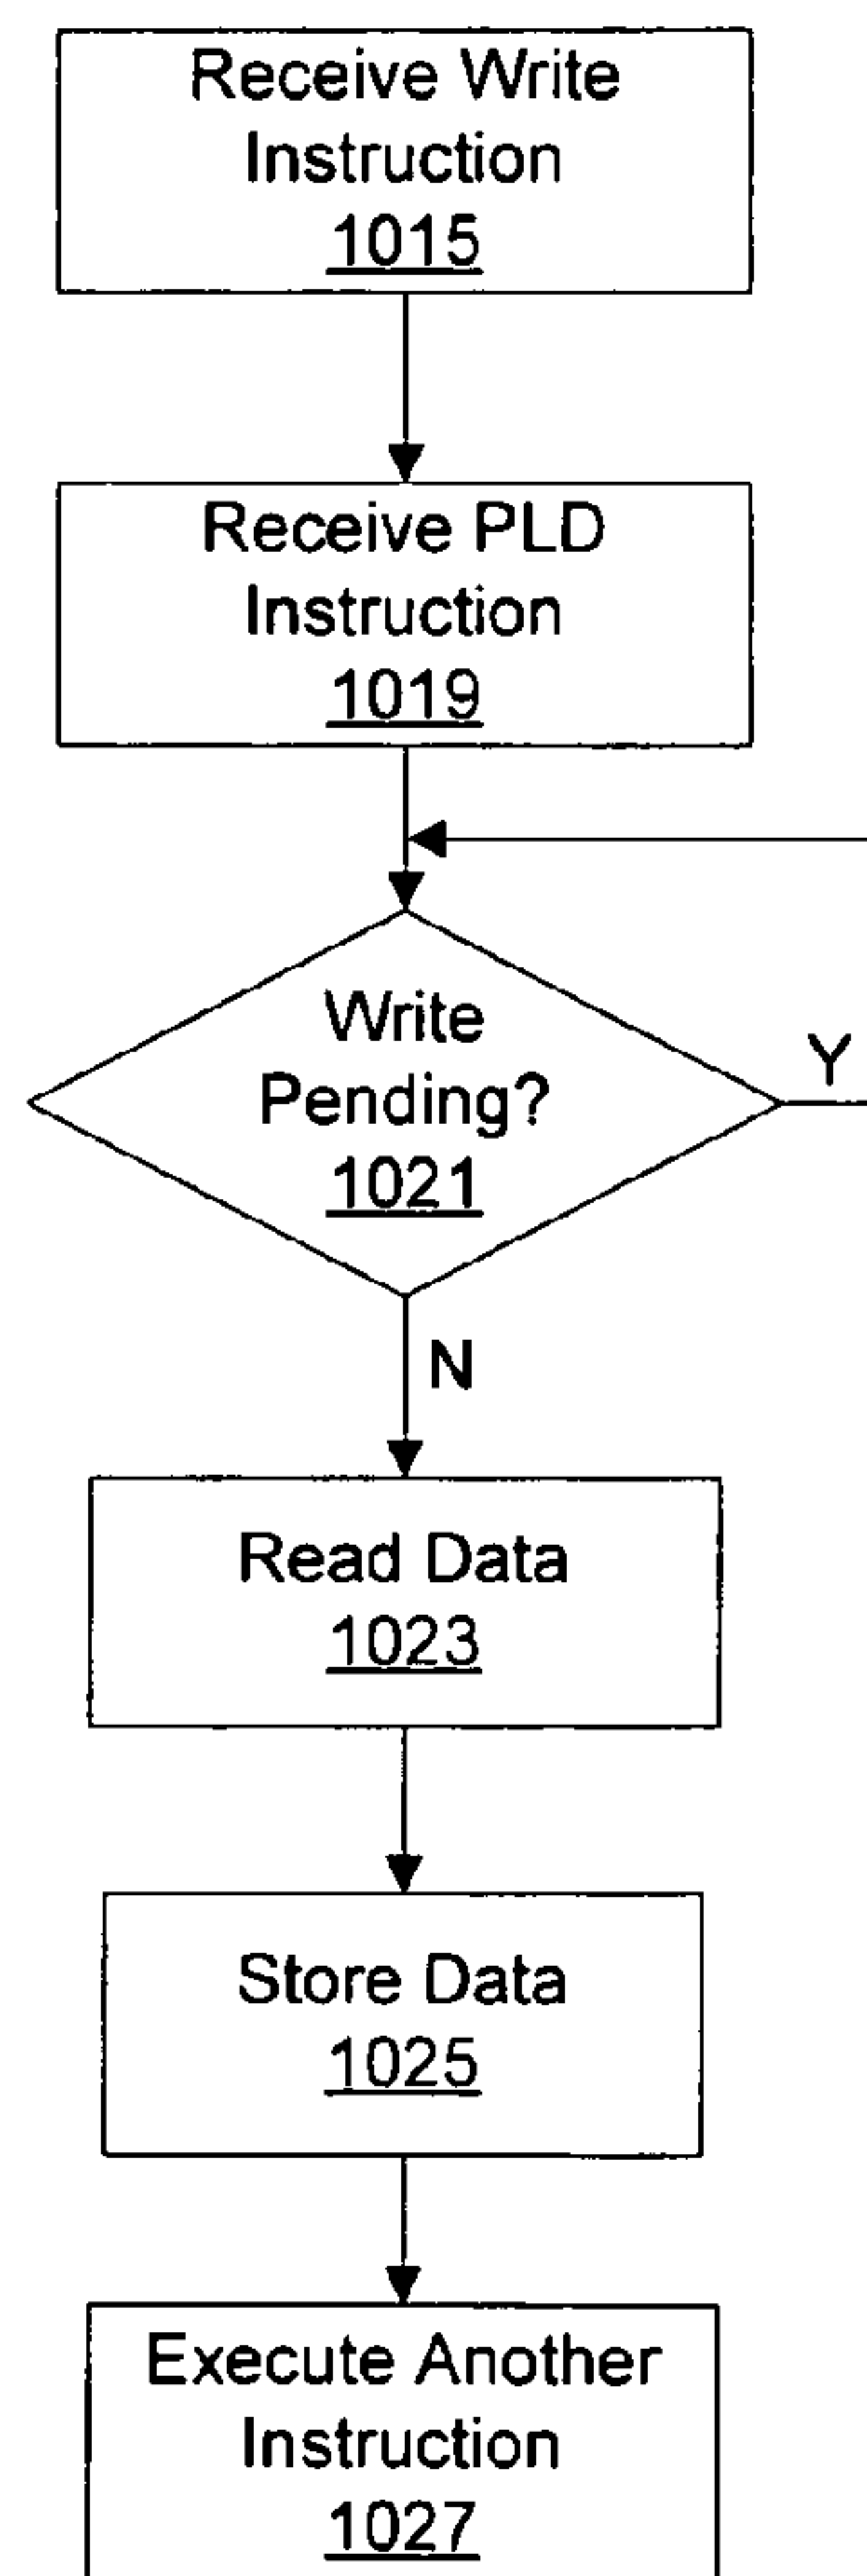 Receive Write
Instruction
1015
Receive PLD
Instruction
1019
Write
Pending?
1021
Y
N
Read Data
1023
Store Data
1025
Execute Another
Instruction
1027